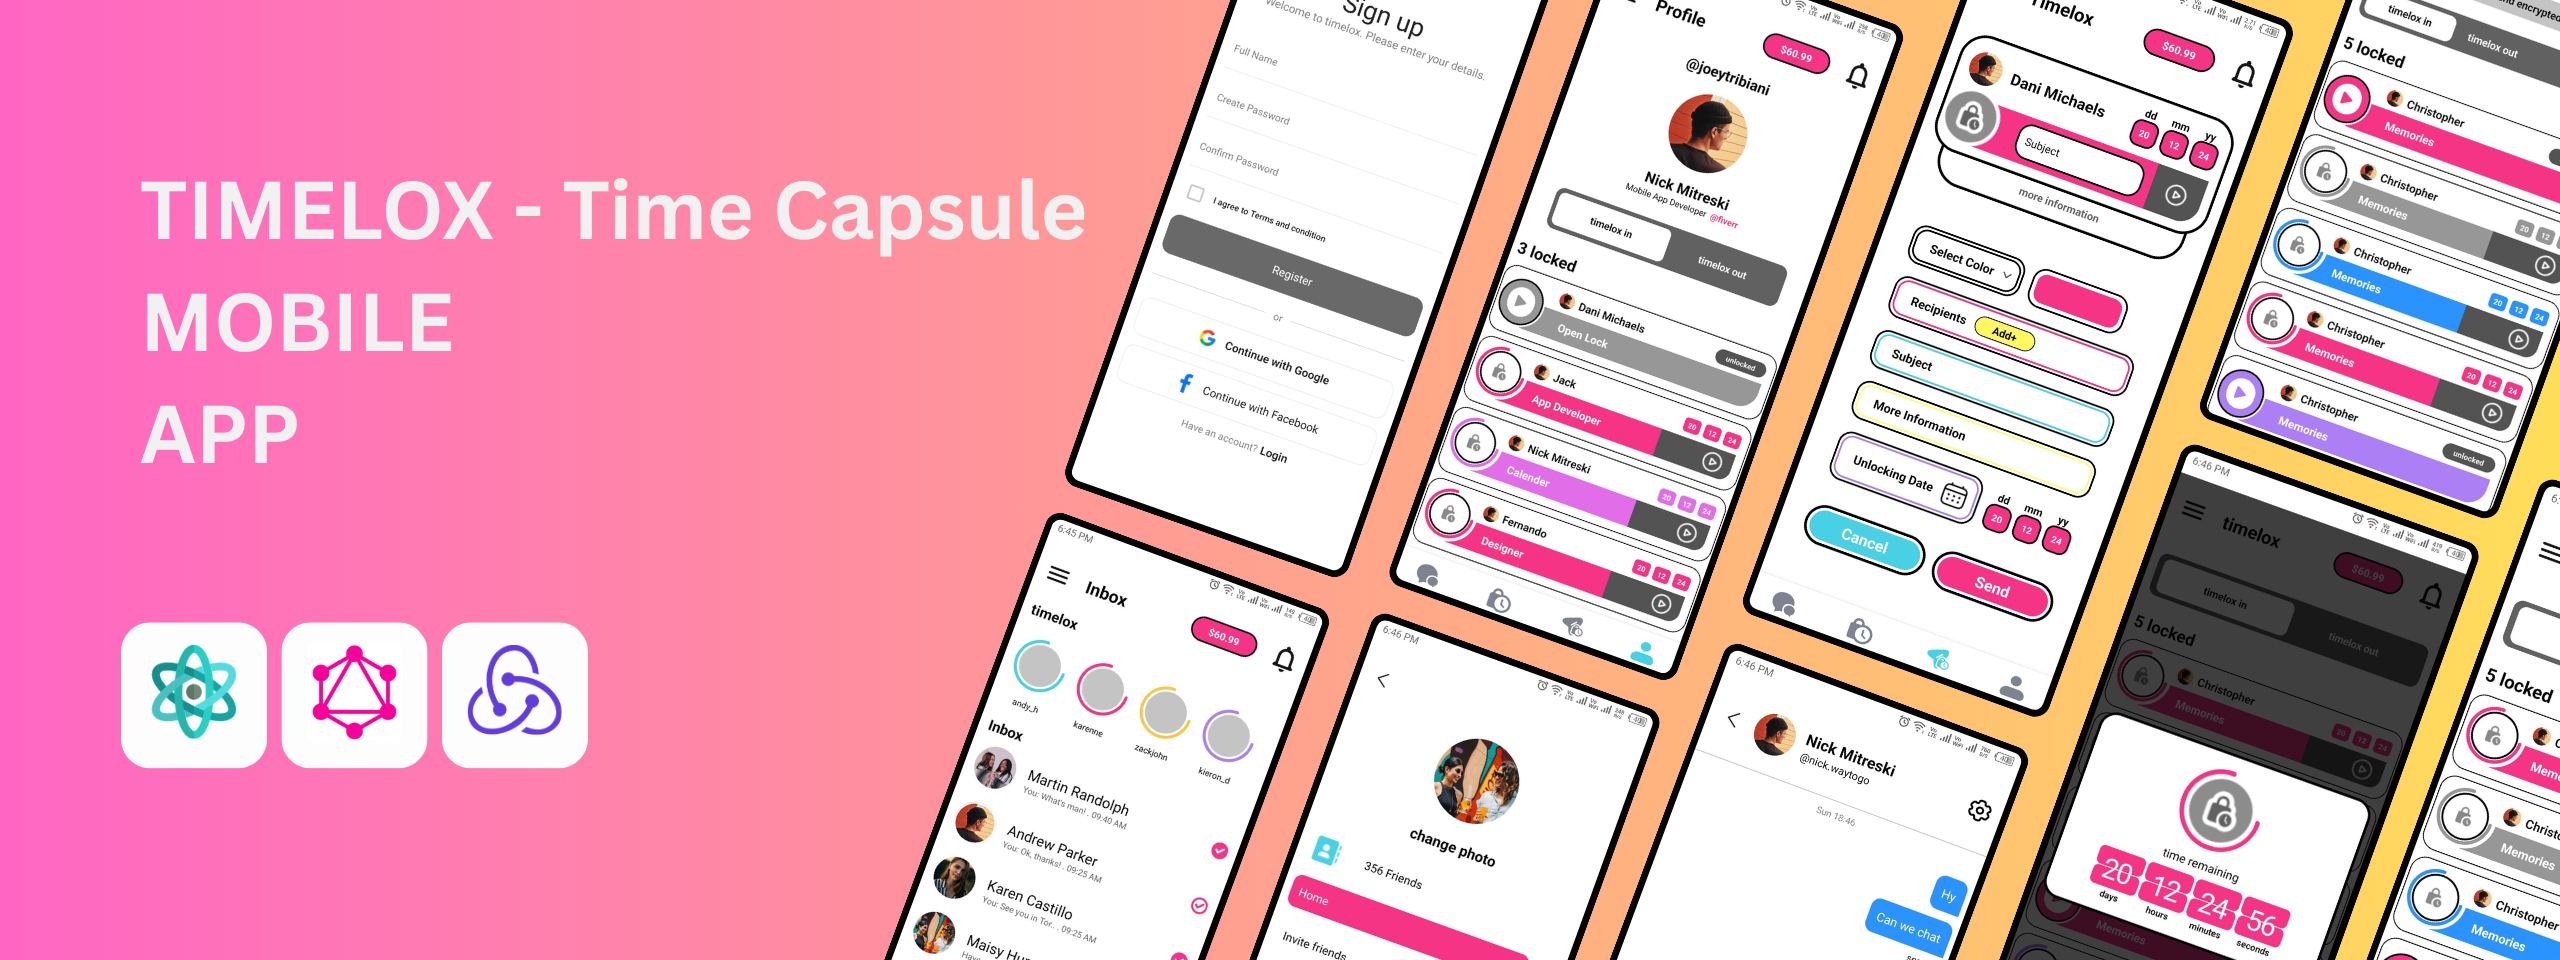 TIMELOX - Time Capsule
MOBILE
APP
Sign up
Welcome to timelox. Please enter your details.
Full Name
Create Password
Confirm Password
I agree to Terms and condition
Register
or
Continue with Google
Continue with Facebook
Have an account? Login
Profile
$60.99
@joeytribiani
Nick Mitreski
Mobile App Developer @fiverr
timelox in
timelox out
3 locked
Dani Michaels
Open Lock
unlocked
Jack
App Developer
20 12 24
Nick Mitreski
Calender
20 12 24
Fernando
Designer
20 12 24
Timelox
$60.99
Dani Michaels
dd mm yy
20 12 24
Subject
more information
Select Color
Recipients
Add+
Subject
More Information
Unlocking Date
dd mm yy
20 12 24
Cancel
Send
timelox in
timelox out
5 locked
Christopher
Memories
Christopher
Memories
20 12
Christopher
Memories
20 12 24
Christopher
Memories
20 12 24
Christopher
Memories
unlocked
6:45 PM
Inbox
$60.99
timelox
andy_h
karenne
zackjohn
kieron_d
Inbox
Martin Randolph
You: What's man! . 09:40 AM
Andrew Parker
You: Ok, thanks! . 09:25 AM
Karen Castillo
You: See you in Tor... . 09:25 AM
6:46 PM
change photo
356 Friends
Home
Invite friends
6:46 PM
Nick Mitreski
@nick.waytogo
Sun 18:46
Hy
Can we chat
6:46 PM
timelox
$60.99
timelox in
timelox out
5 locked
Christopher
Memories
20 12 24
time remaining
20 12 24 56
days hours minutes seconds
Memories
5 locked
Memories